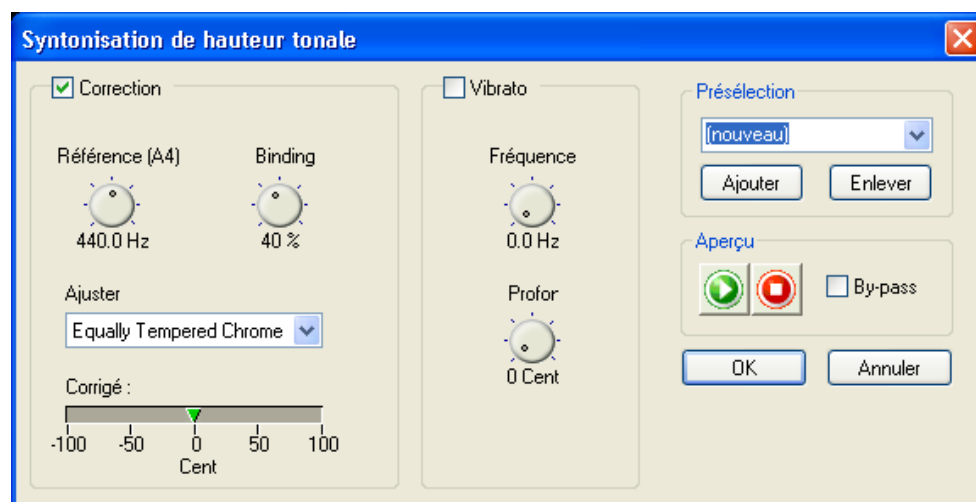 Syntonisation de hauteur tonale
Correction
Référence (A4)
Binding
440.0 Hz
40 %
Ajuster
Equally Tempered Chrome
Corrigé :
-100 -50 0 50 100
Cent
Vibrato
Fréquence
0.0 Hz
Profor
0 Cent
Présélection
(nouveau)
Ajouter
Enlever
Aperçu
By-pass
OK
Annuler